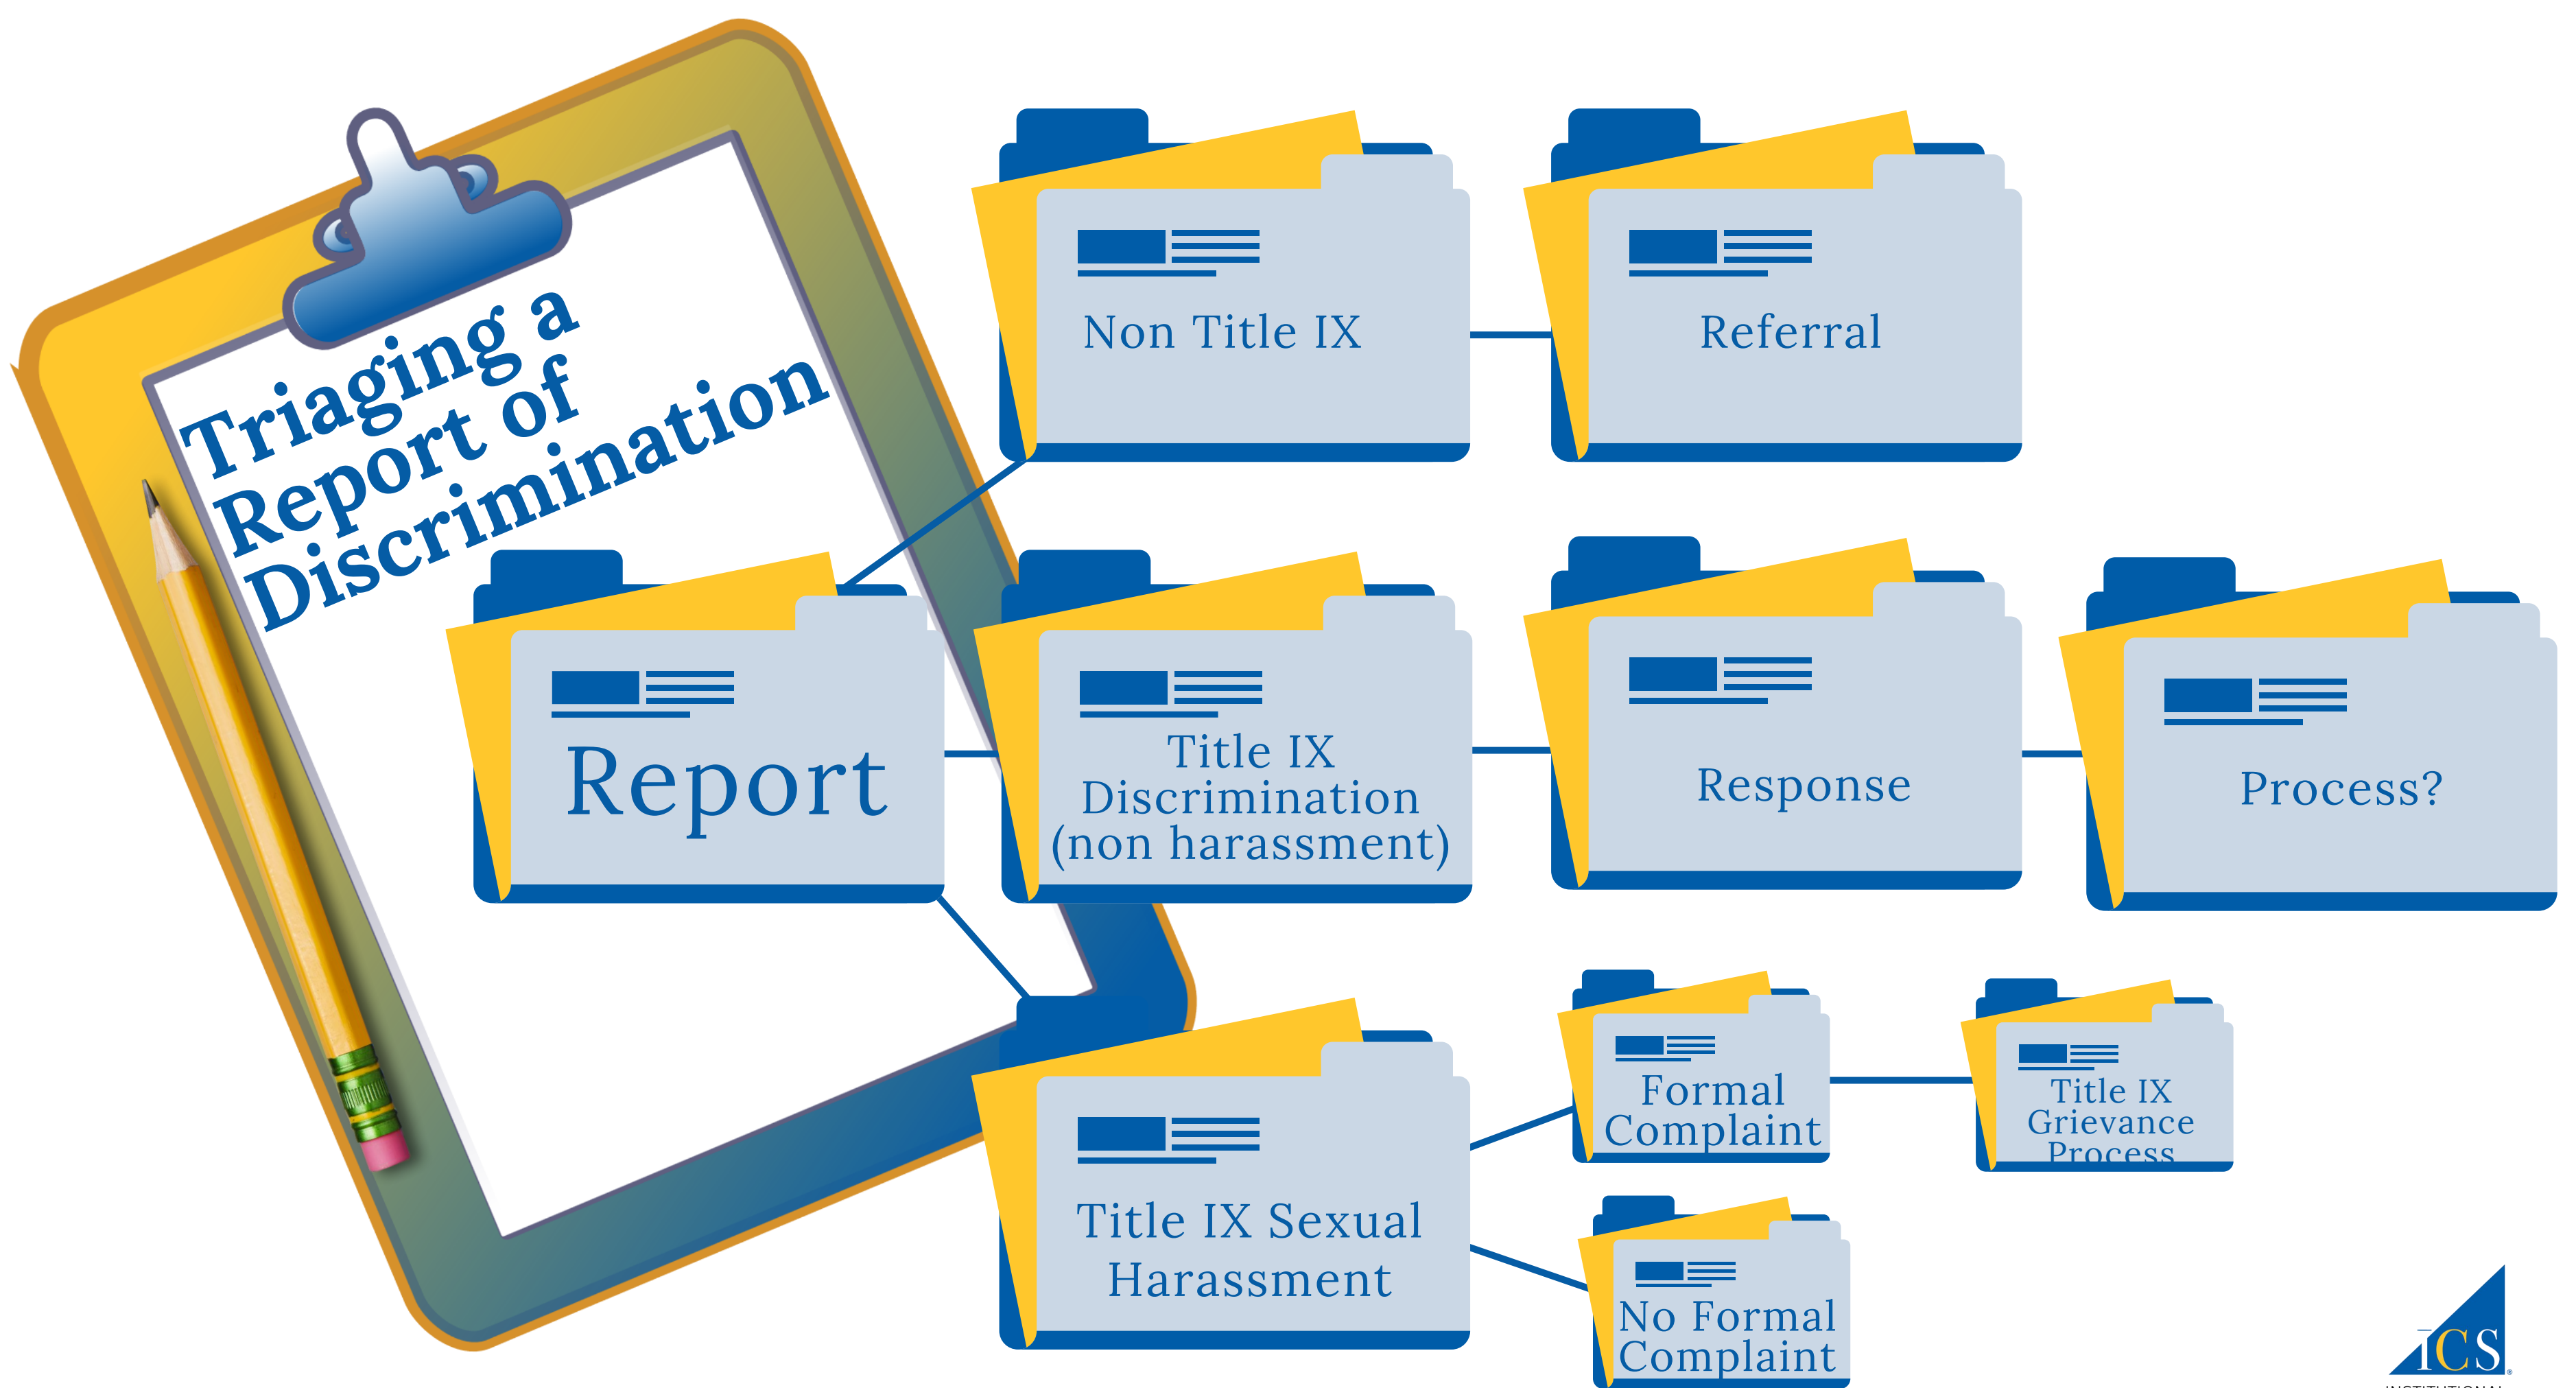 Triaging a
Report of
Discrimination
Non Title IX
Referral
Report
Title IX
Discrimination
(non harassment)
Response
Process?
Title IX Sexual
Harassment
Formal
Complaint
Title IX
Grievance
Process
No Formal
Complaint
ICS®